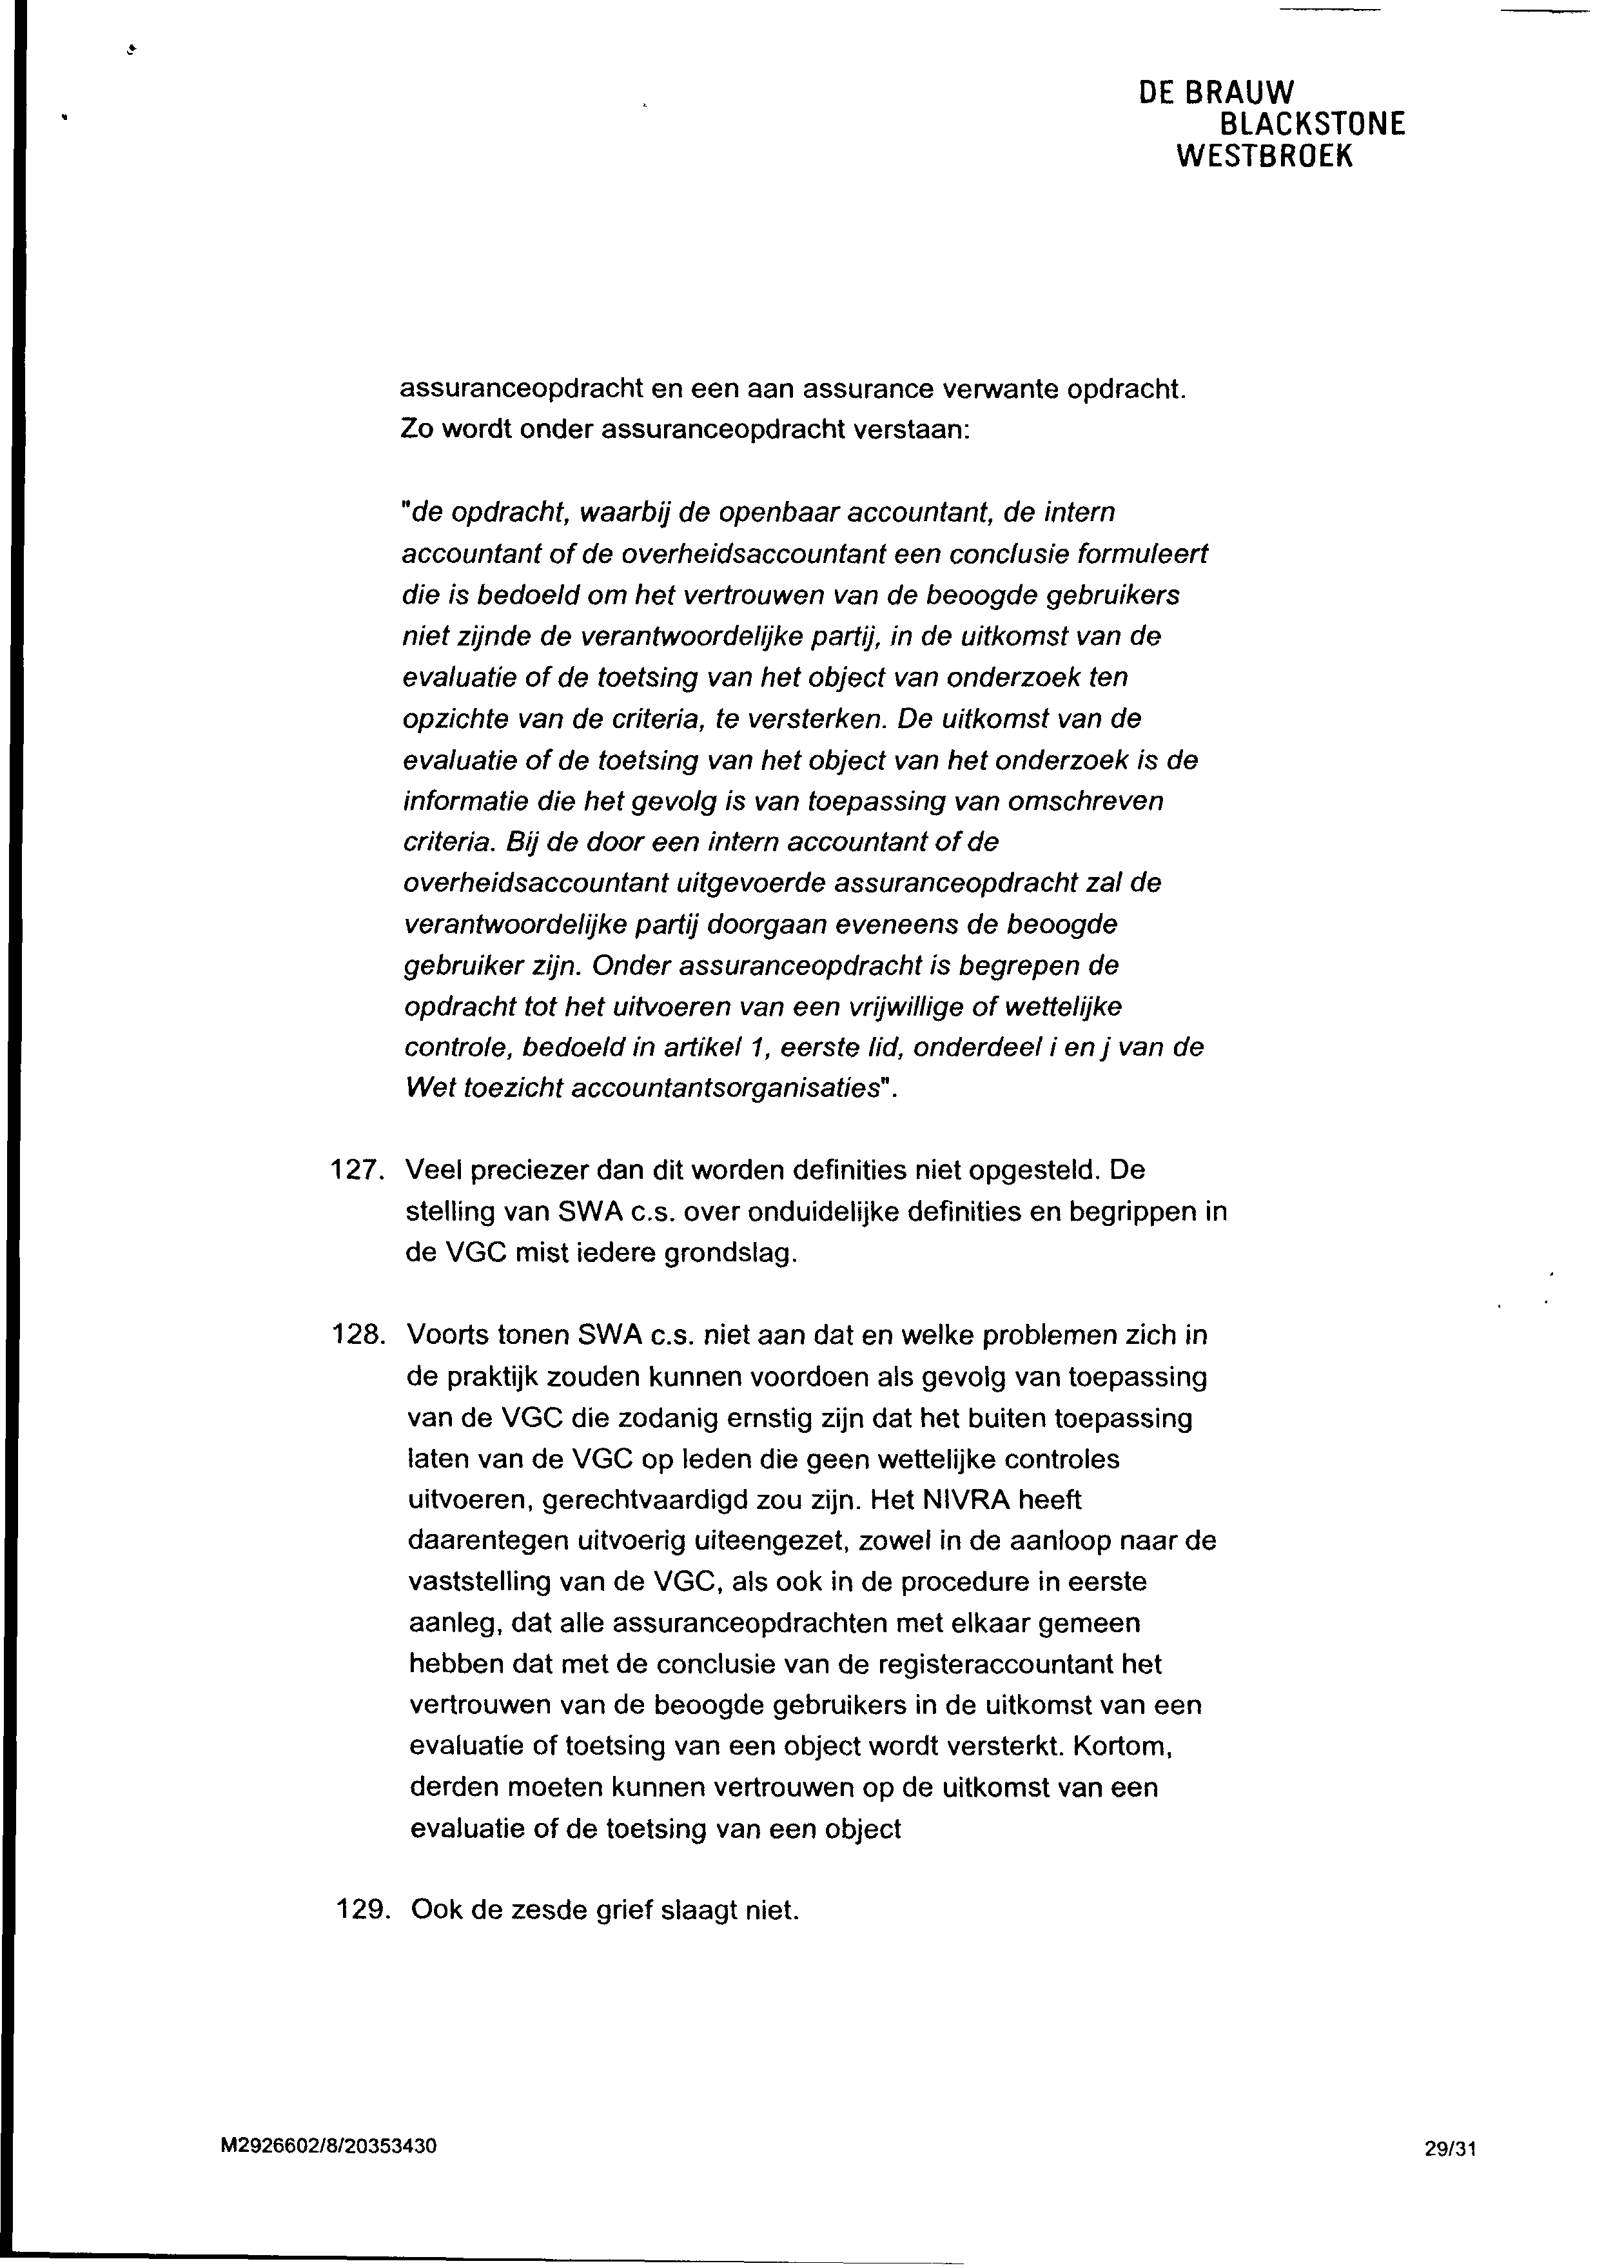 DE BRAUW
BLACKSTONE
WESTBROEK
assuranceopdracht en een aan assurance verwante opdracht.
Zo wordt onder assuranceopdracht verstaan:
"de opdracht, waarbij de openbaar accountant, de intern
accountant of de overheidsaccountant een conclusie formuleert
die is bedoeld om het vertrouwen van de beoogde gebruikers
niet zijnde de verantwoordelijke partij, in de uitkomst van de
evaluatie of de toetsing van het object van onderzoek ten
opzichte van de criteria, te versterken. De uitkomst van de
evaluatie of de toetsing van het object van het onderzoek is de
informatie die het gevolg is van toepassing van omschreven
criteria. Bij de door een intern accountant of de
overheidsaccountant uitgevoerde assuranceopdracht zal de
verantwoordelijke partij doorgaan eveneens de beoogde
gebruiker zijn. Onder assuranceopdracht is begrepen de
opdracht tot het uitvoeren van een vrijwillige of wettelijke
controle, bedoeld in artikel 1, eerste lid, onderdeel i en j van de
Wet toezicht accountantsorganisaties".
127. Veel preciezer dan dit worden definities niet opgesteld. De
stelling van SWA c.s. over onduidelijke definities en begrippen in
de VGC mist iedere grondslag.
128. Voorts tonen SWA c.s. niet aan dat en welke problemen zich in
de praktijk zouden kunnen voordoen als gevolg van toepassing
van de VGC die zodanig ernstig zijn dat het buiten toepassing
laten van de VGC op leden die geen wettelijke controles
uitvoeren, gerechtvaardigd zou zijn. Het NIVRA heeft
daarentegen uitvoerig uiteengezet, zowel in de aanloop naar de
vaststelling van de VGC, als ook in de procedure in eerste
aanleg, dat alle assuranceopdrachten met elkaar gemeen
hebben dat met de conclusie van de registeraccountant het
vertrouwen van de beoogde gebruikers in de uitkomst van een
evaluatie of toetsing van een object wordt versterkt. Kortom,
derden moeten kunnen vertrouwen op de uitkomst van een
evaluatie of de toetsing van een object
129. Ook de zesde grief slaagt niet.
M2926602/8/20353430
29/31